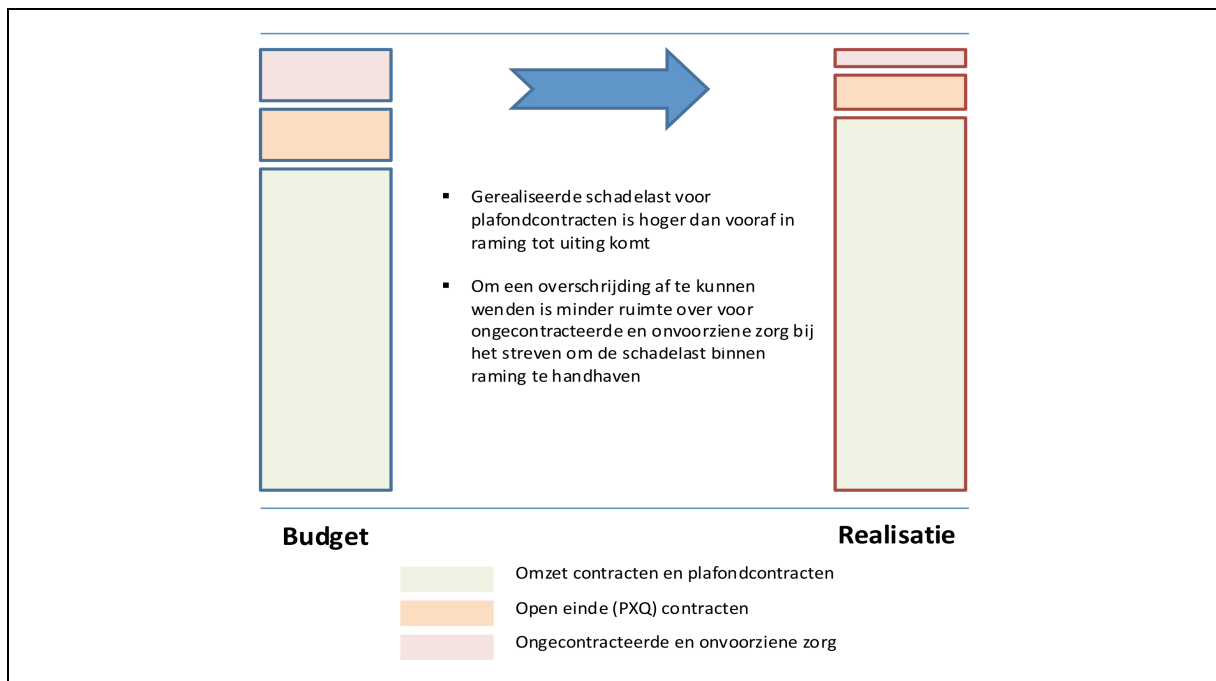 ▪ Gerealiseerde schadelast voor
plafondcontracten is hoger dan vooraf in
raming tot uiting komt
▪ Om een overschrijding af te kunnen
wenden is minder ruimte over voor
ongecontracteerde en onvoorziene zorg bij
het streven om de schadelast binnen
raming te handhaven
Budget
Realisatie
Omzet contracten en plafondcontracten
Open einde (PXQ) contracten
Ongecontracteerde en onvoorziene zorg